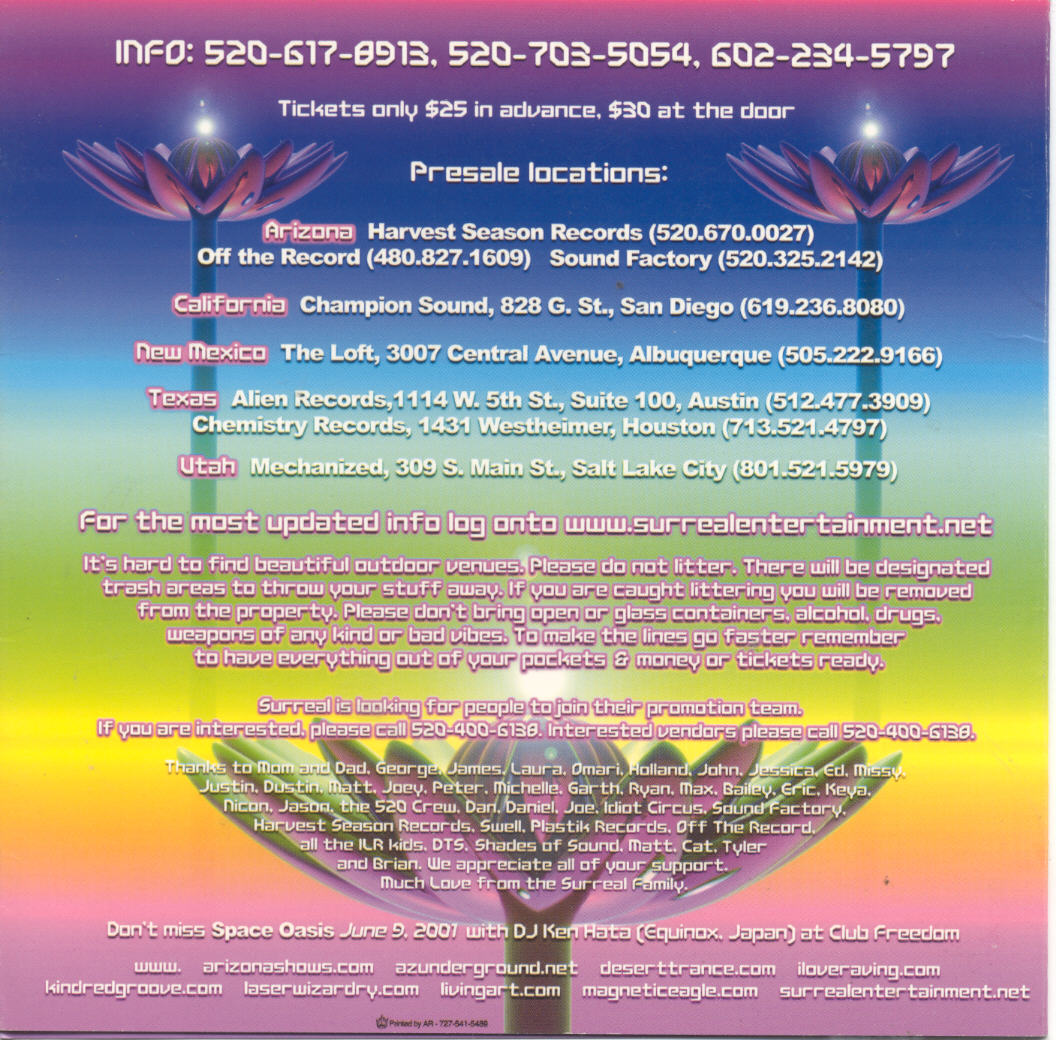 INFO: 520-617-8913, 520-703-5054, 602-234-5797
Tickets only $25 in advance, $30 at the door
Presale locations:
Arizona Harvest Season Records (520.670.0027)
Off the Record (480.827.1609) Sound Factory (520.325.2142)
California Champion Sound, 828 G. St., San Diego (619.236.8080)
New Mexico The Loft, 3007 Central Avenue, Albuquerque (505.222.9166)
Texas Alien Records,1114 W. 5th St., Suite 100, Austin (512.477.3909)
Chemistry Records, 1431 Westheimer, Houston (713.521.4797)
Utah Mechanized, 309 S. Main St., Salt Lake City (801.521.5979)
For the most updated info log onto www.surrealentertainment.net
It's hard to find beautiful outdoor venues. Please do not litter. There will be designated
trash areas to throw your stuff away. If you are caught littering you will be removed
from the property. Please don't bring open or glass containers, alcohol, drugs,
weapons of any kind or bad vibes. To make the lines go faster remember
to have everything out of your pockets & money or tickets ready.
Surreal is looking for people to join their promotion team.
If you are interested, please call 520-400-6138. Interested vendors please call 520-400-6138.
Thanks to Mom and Dad, George, James, Laura, Omari, Holland, John, Jessica, Ed, Missy,
Justin, Dustin, Matt, Joey, Peter, Michelle, Garth, Ryan, Max, Bailey, Eric, Keya,
Nicon, Jason, the 520 Crew, Dan, Daniel, Joe, Idiot Circus, Sound Factory,
Harvest Season Records, Swell, Plastik Records, Off The Record,
all the ILR kids, DTS, Shades of Sound, Matt, Cat, Tyler
and Brian. We appreciate all of your support.
Much Love from the Surreal Family.
Don't miss Space Oasis June 9, 2001 with DJ Ken Hata (Equinox, Japan) at Club Freedom
www. arizonashows.com azunderground.net deserttrance.com iloveraving.com
kindredgroove.com laserwizardry.com livingart.com magneticeagle.com surrealentertainment.net
Printed by AR - 727-541-5489